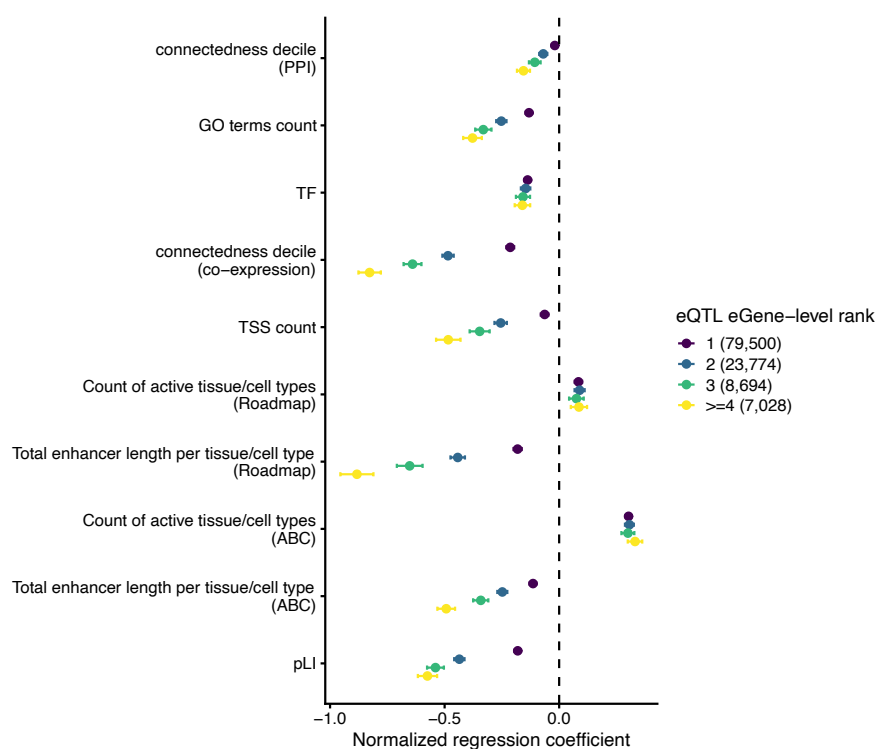 connectedness decile
(PPI)
GO terms count
TF
connectedness decile
(co−expression)
TSS count
Count of active tissue/cell types
(Roadmap)
Total enhancer length per tissue/cell type
(Roadmap)
Count of active tissue/cell types
(ABC)
Total enhancer length per tissue/cell type
(ABC)
pLI
−1.0 −0.5 0.0
Normalized regression coefficient
eQTL eGene−level rank
1 (79,500)
2 (23,774)
3 (8,694)
>=4 (7,028)